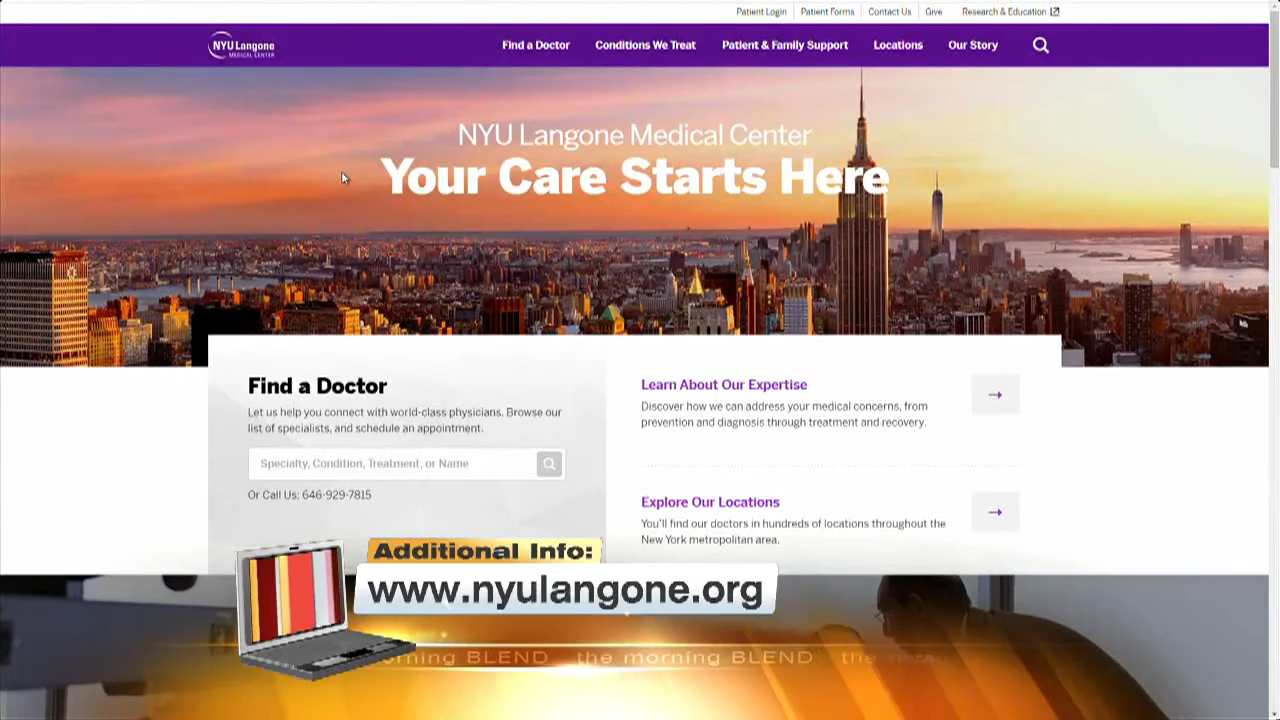 Patient Login
Patient Forms
Contact Us
Give
Research & Education
NYU Langone
MEDICAL CENTER
Find a Doctor
Conditions We Treat
Patient & Family Support
Locations
Our Story
NYU Langone Medical Center
Your Care Starts Here
Find a Doctor
Let us help you connect with world-class physicians. Browse our
list of specialists, and schedule an appointment.
Specialty, Condition, Treatment, or Name
Or Call Us: 646-929-7815
Learn About Our Expertise
Discover how we can address your medical concerns, from
prevention and diagnosis through treatment and recovery.
Explore Our Locations
You'll find our doctors in hundreds of locations throughout the
New York metropolitan area.
Additional Info:
www.nyulangone.org
BLEND the morning BLEND the